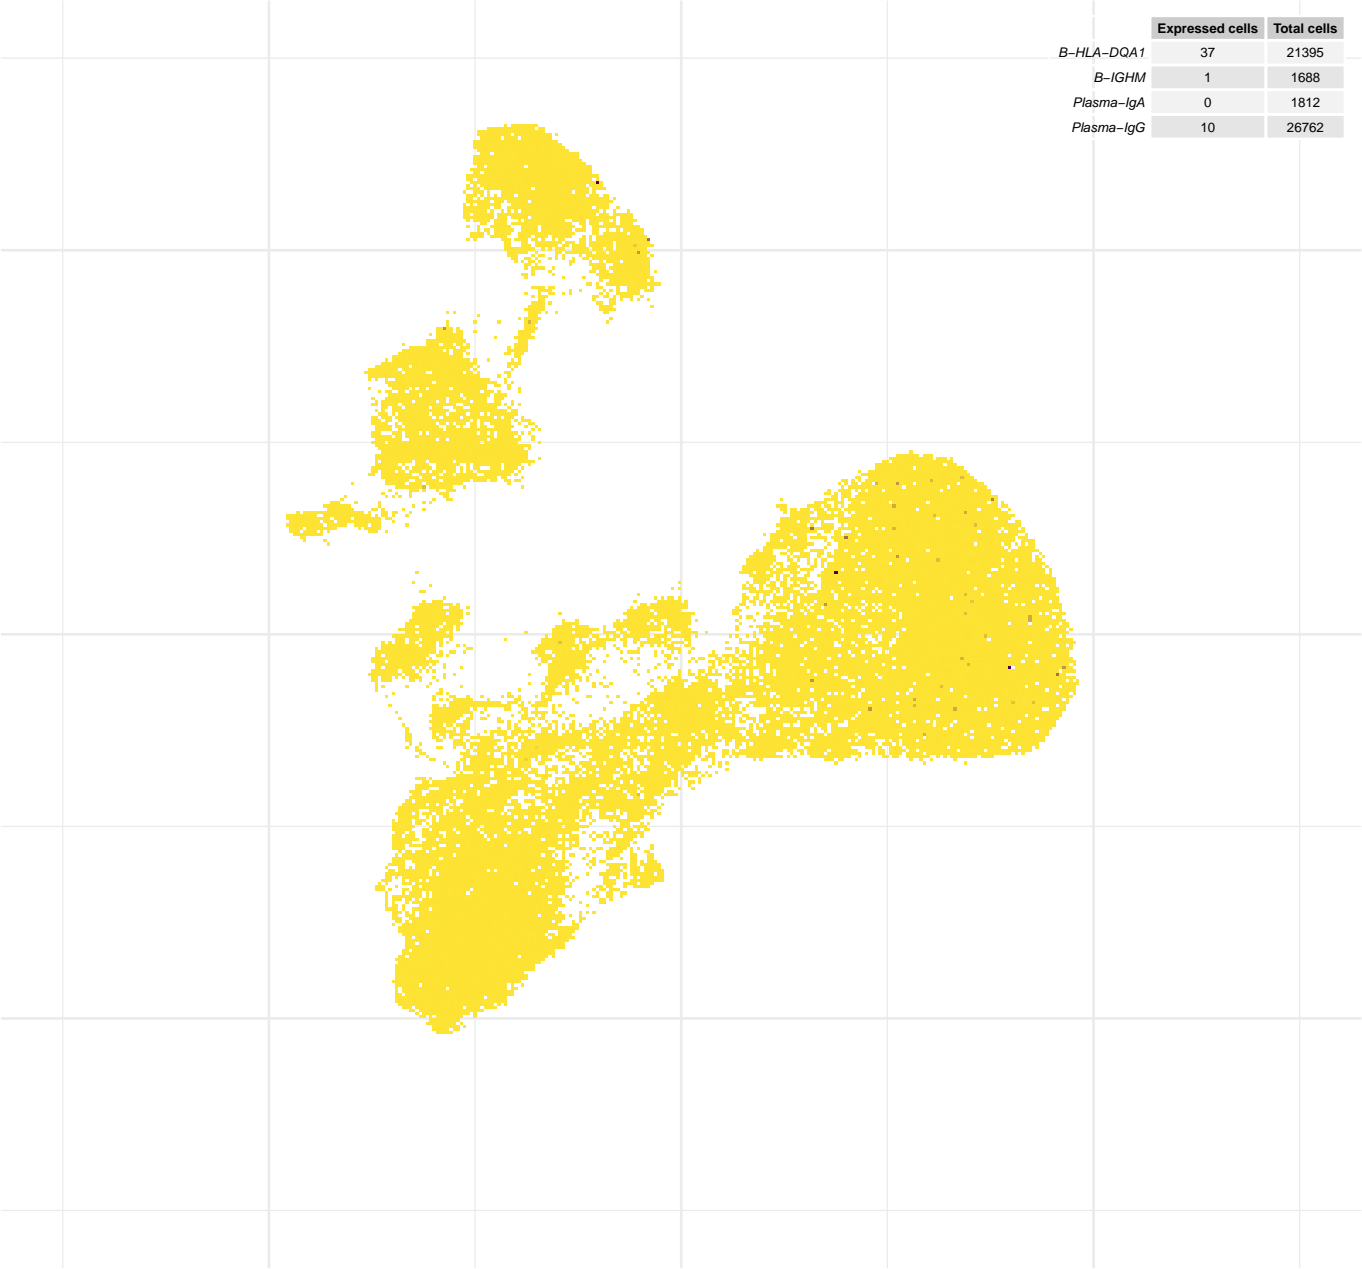 Expressed cells Total cells
B−HLA−DQA1 37 21395
B−IGHM 1 1688
Plasma−IgA 0 1812
Plasma−IgG 10 26762